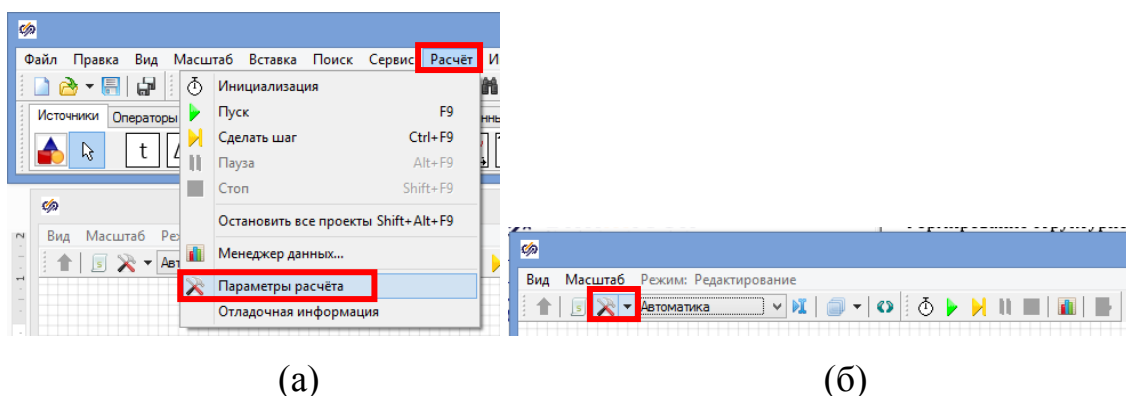 Файл Правка Вид Масштаб Вставка Поиск Сервис Расчёт
Инициализация
Пуск F9
Сделать шаг Ctrl+F9
Пауза Alt+F9
Стоп Shift+F9
Остановить все проекты Shift+Alt+F9
Менеджер данных...
Параметры расчёта
Отладочная информация
Источники Операторы
t
Вид Масштаб
2
1
Вид Масштаб Режим: Редактирование
Автоматика
(а) (б)